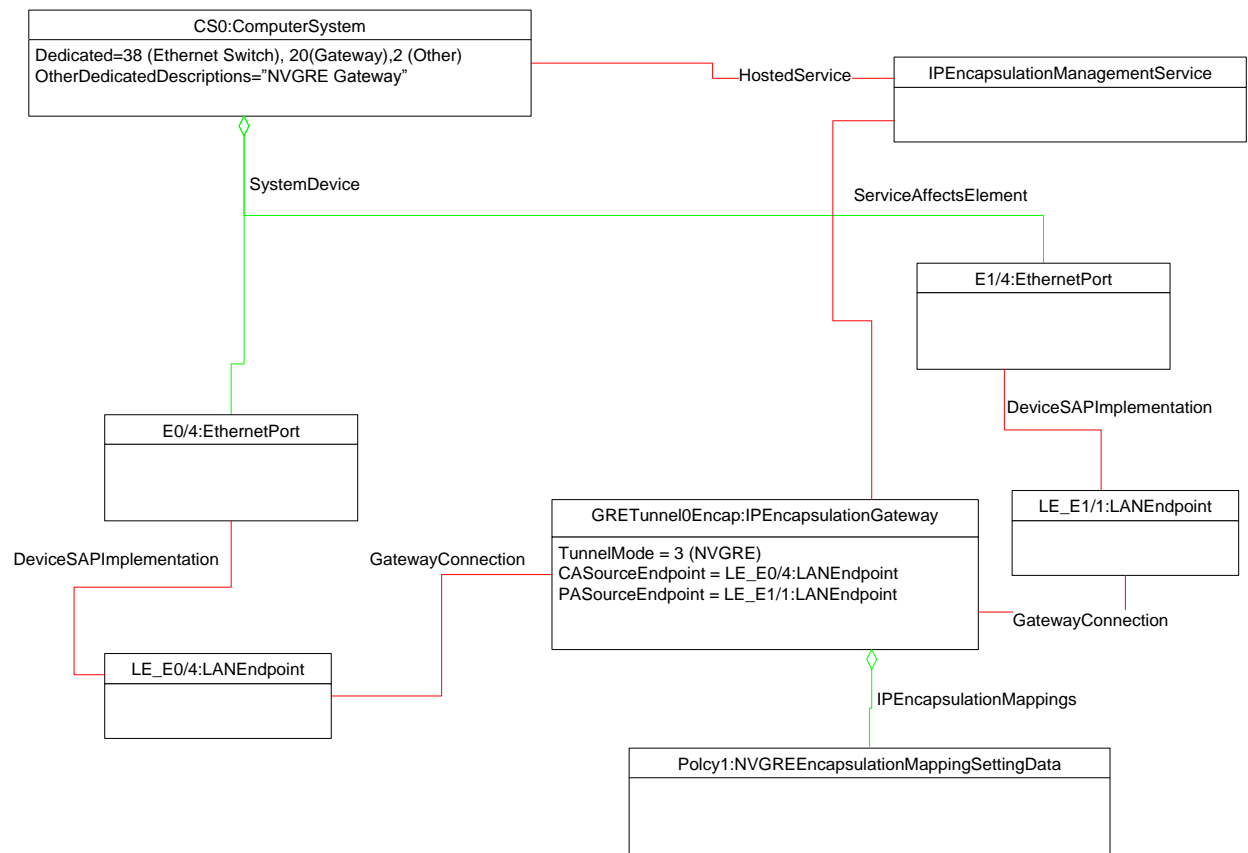 CS0:ComputerSystem
Dedicated=38 (Ethernet Switch), 20(Gateway),2 (Other)
OtherDedicatedDescriptions=”NVGRE Gateway”
HostedService
IPEncapsulationManagementService
SystemDevice
ServiceAffectsElement
E1/4:EthernetPort
DeviceSAPImplementation
E0/4:EthernetPort
LE_E1/1:LANEndpoint
DeviceSAPImplementation
GatewayConnection
GRETunnel0Encap:IPEncapsulationGateway
TunnelMode = 3 (NVGRE)
CASourceEndpoint = LE_E0/4:LANEndpoint
PASourceEndpoint = LE_E1/1:LANEndpoint
GatewayConnection
LE_E0/4:LANEndpoint
IPEncapsulationMappings
Polcy1:NVGREEncapsulationMappingSettingData